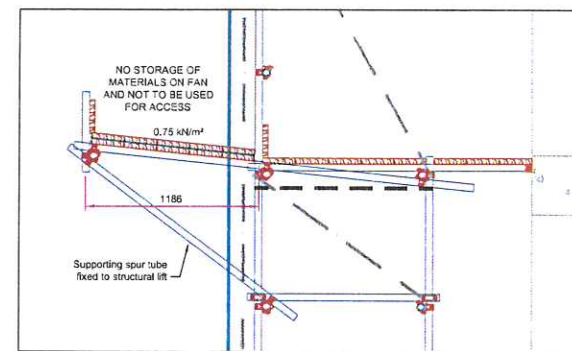 NO STORAGE OF
MATERIALS ON FAN
AND NOT TO BE USED
FOR ACCESS
0.75 kN/m²
1186
Supporting spur tube
fixed to structural lift